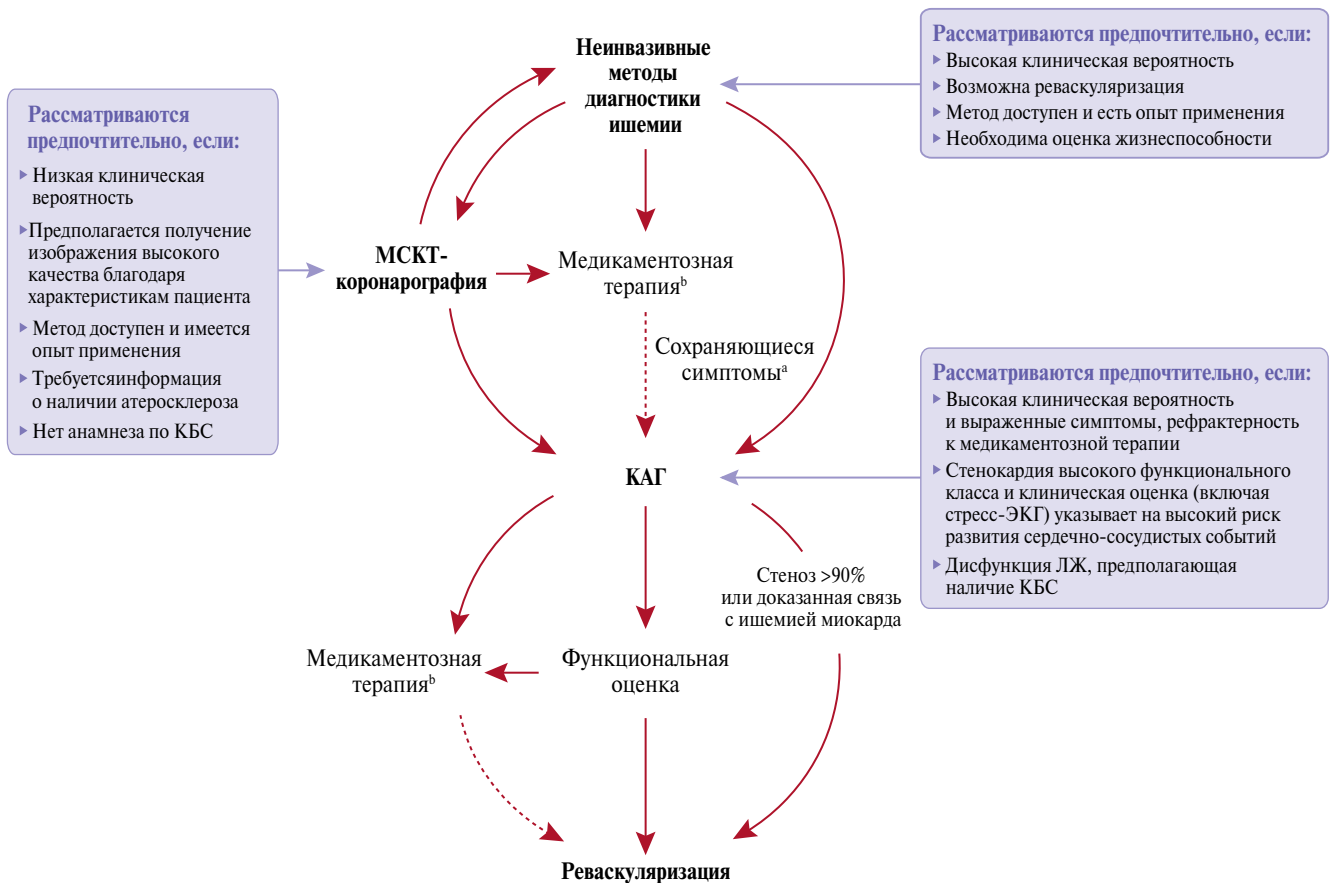 Неинвазивные
методы
диагностики
ишемии
Рассматриваются предпочтительно, если:
▸ Высокая клиническая вероятность
▸ Возможна реваскуляризация
▸ Метод доступен и есть опыт применения
▸ Необходима оценка жизнеспособности
Рассматриваются
предпочтительно, если:
▸ Низкая клиническая
вероятность
▸Предполагается получение
изображения высокого
качества благодаря
характеристикам пациента
▸ Метод доступен и имеется
опыт применения
▸ Требуетсяинформация
о наличии атеросклероза
▸ Нет анамнеза по КБС
МСКТ-
коронарография
Медикаментозная
терапияᵇ
Сохраняющиеся
симптомыᵃ
КАГ
Рассматриваются предпочтительно, если:
▸ Высокая клиническая вероятность
и выраженные симптомы, рефрактерность
к медикаментозной терапии
▸ Стенокардия высокого функционального
класса и клиническая оценка (включая
стресс-ЭКГ) указывает на высокий риск
развития сердечно-сосудистых событий
▸ Дисфункция ЛЖ, предполагающая
наличие КБС
Стеноз >90%
или доказанная связь
с ишемией миокарда
Медикаментозная
терапияᵇ
Функциональная
оценка
Реваскуляризация